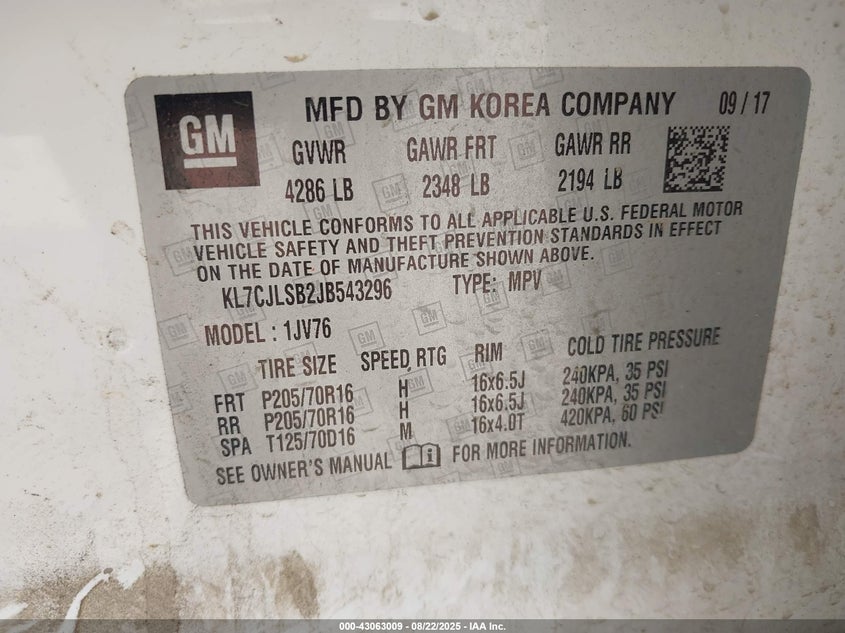 GM
MFD BY GM KOREA COMPANY 09 / 17
GVWR GAWR FRT GAWR RR
4286 LB 2348 LB 2194 LB
THIS VEHICLE CONFORMS TO ALL APPLICABLE U.S. FEDERAL MOTOR
VEHICLE SAFETY AND THEFT PREVENTION STANDARDS IN EFFECT
ON THE DATE OF MANUFACTURE SHOWN ABOVE.
KL7CJLSB2JB543296 TYPE: MPV
MODEL : 1JV76
TIRE SIZE SPEED RTG RIM COLD TIRE PRESSURE
FRT P205/70R16 H 16x6.5J 240KPA, 35 PSI
RR P205/70R16 H 16x6.5J 240KPA, 35 PSI
SPA T125/70D16 M 16x4.0T 420KPA, 60 PSI
SEE OWNER'S MANUAL i FOR MORE INFORMATION.
000-43063009 - 08/22/2025 - IAA Inc.